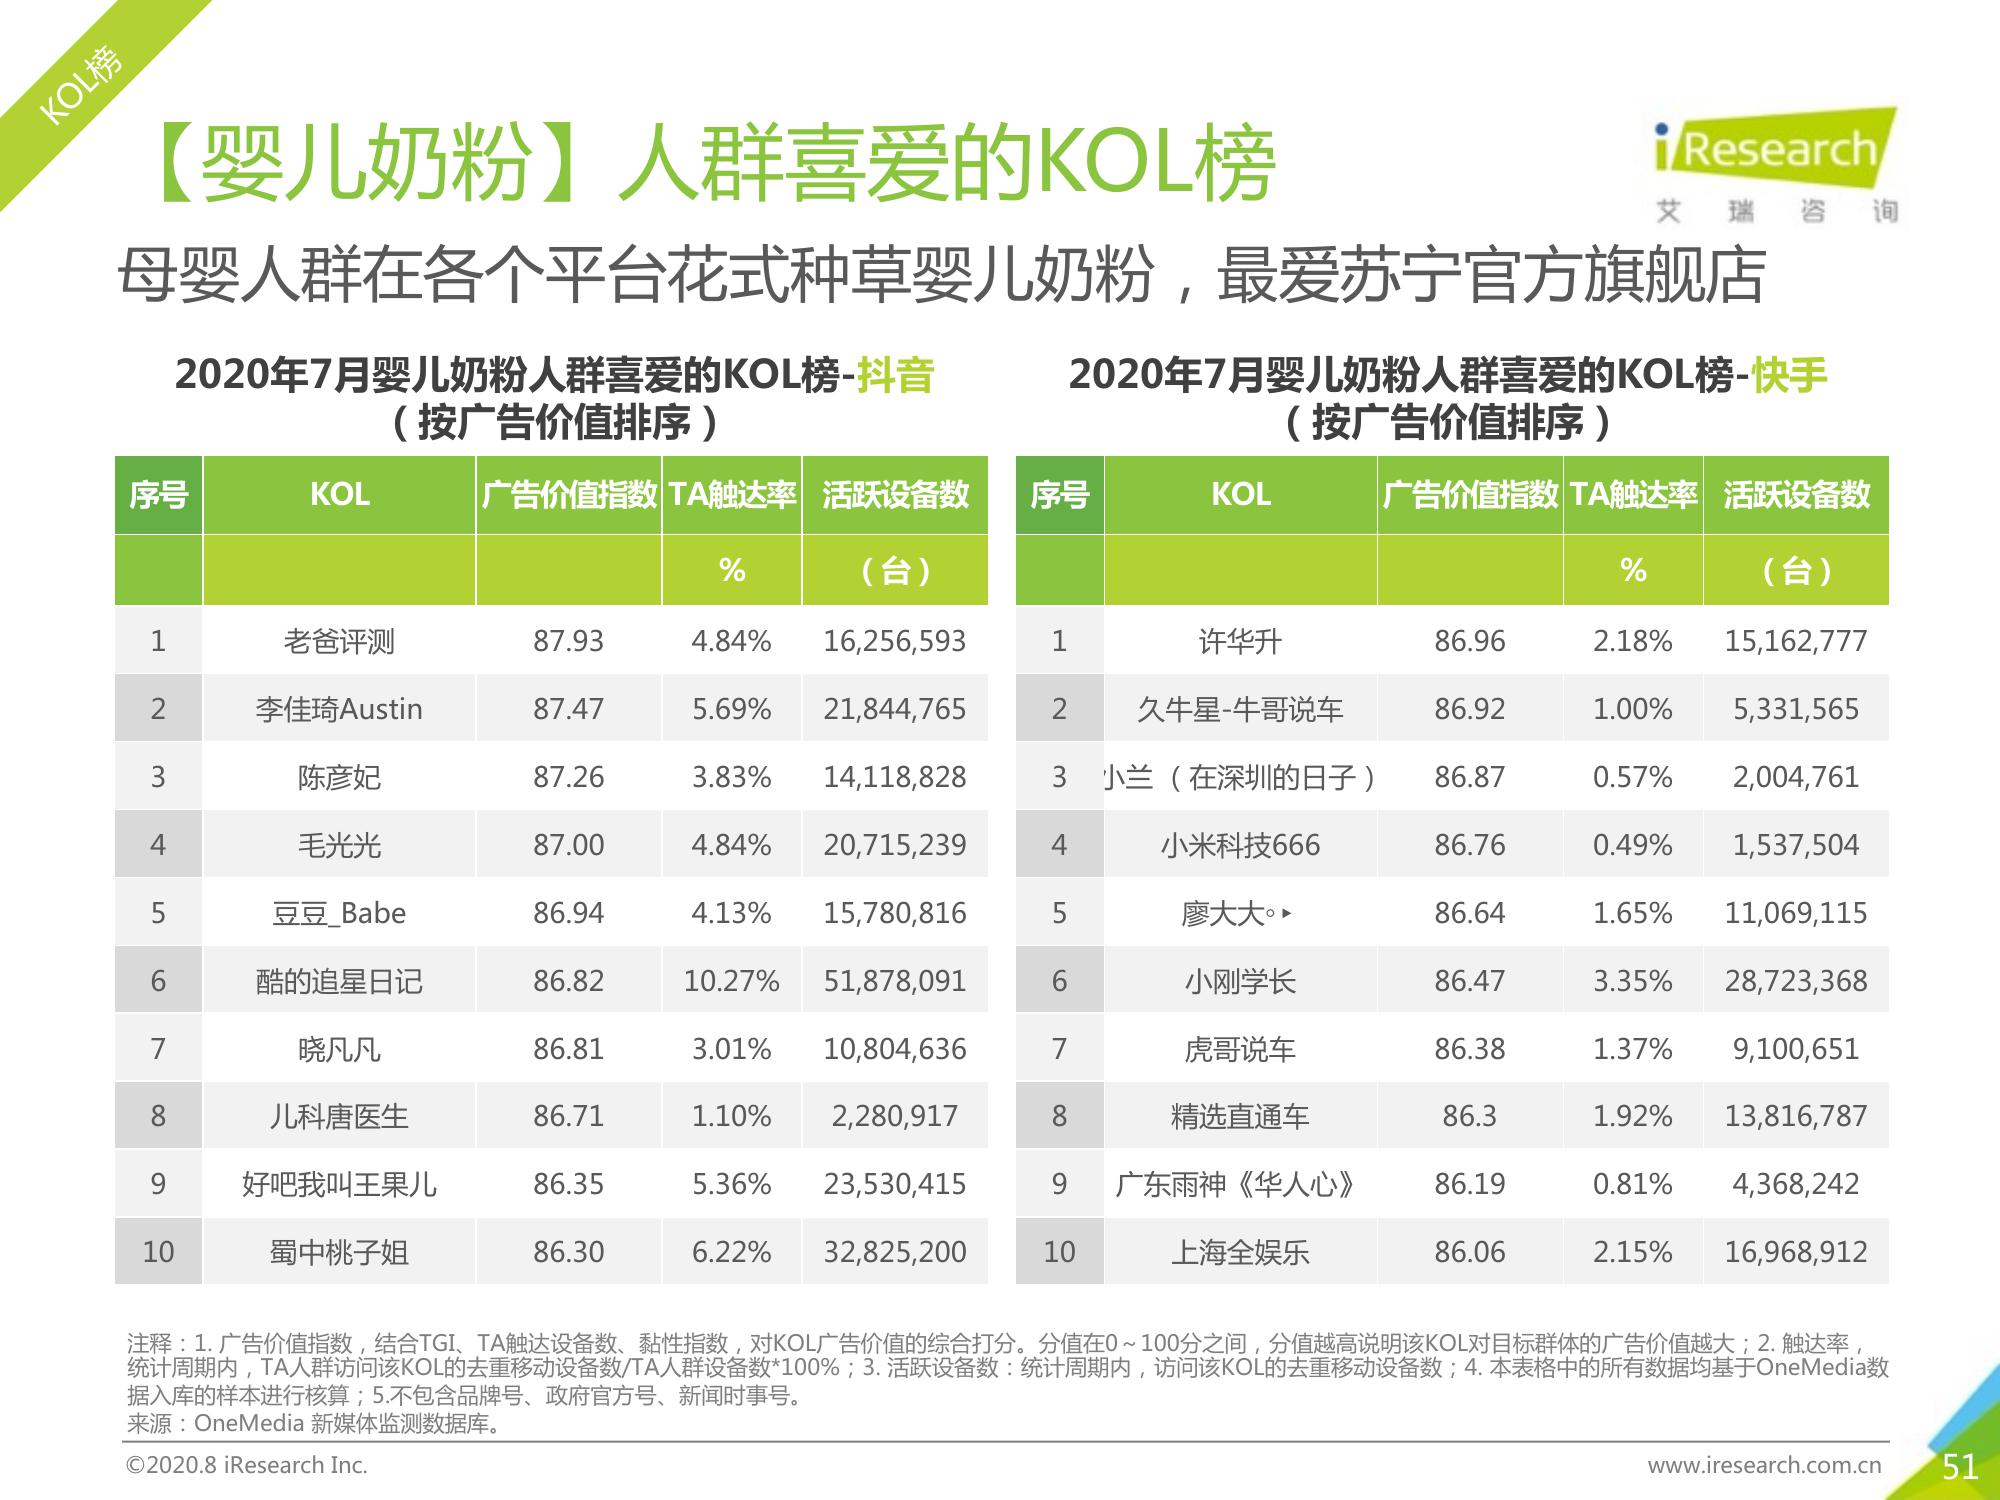 KOL榜
【婴儿奶粉】人群喜爱的KOL榜
iResearch
艾瑞咨询
母婴人群在各个平台花式种草婴儿奶粉，最爱苏宁官方旗舰店
2020年7月婴儿奶粉人群喜爱的KOL榜-抖音
（按广告价值排序）
序号 KOL 广告价值指数 TA触达率 活跃设备数
% （台）
1 老爸评测 87.93 4.84% 16,256,593
2 李佳琦Austin 87.47 5.69% 21,844,765
3 陈彦妃 87.26 3.83% 14,118,828
4 毛光光 87.00 4.84% 20,715,239
5 豆豆_Babe 86.94 4.13% 15,780,816
6 酷的追星日记 86.82 10.27% 51,878,091
7 晓凡凡 86.81 3.01% 10,804,636
8 儿科唐医生 86.71 1.10% 2,280,917
9 好吧我叫王果儿 86.35 5.36% 23,530,415
10 蜀中桃子姐 86.30 6.22% 32,825,200
2020年7月婴儿奶粉人群喜爱的KOL榜-快手
（按广告价值排序）
序号 KOL 广告价值指数 TA触达率 活跃设备数
% （台）
1 许华升 86.96 2.18% 15,162,777
2 久牛星-牛哥说车 86.92 1.00% 5,331,565
3 小兰（在深圳的日子） 86.87 0.57% 2,004,761
4 小米科技666 86.76 0.49% 1,537,504
5 廖大大◦‣ 86.64 1.65% 11,069,115
6 小刚学长 86.47 3.35% 28,723,368
7 虎哥说车 86.38 1.37% 9,100,651
8 精选直通车 86.3 1.92% 13,816,787
9 广东雨神《华人心》 86.19 0.81% 4,368,242
10 上海全娱乐 86.06 2.15% 16,968,912
注释：1. 广告价值指数，结合TGI、TA触达设备数、黏性指数，对KOL广告价值的综合打分。分值在0～100分之间，分值越高说明该KOL对目标群体的广告价值越大；2. 触达率，
统计周期内，TA人群访问该KOL的去重移动设备数/TA人群设备数*100%；3. 活跃设备数：统计周期内，访问该KOL的去重移动设备数；4. 本表格中的所有数据均基于OneMedia数
据入库的样本进行核算；5.不包含品牌号、政府官方号、新闻时事号。
来源：OneMedia 新媒体监测数据库。
©2020.8 iResearch Inc.
www.iresearch.com.cn
51